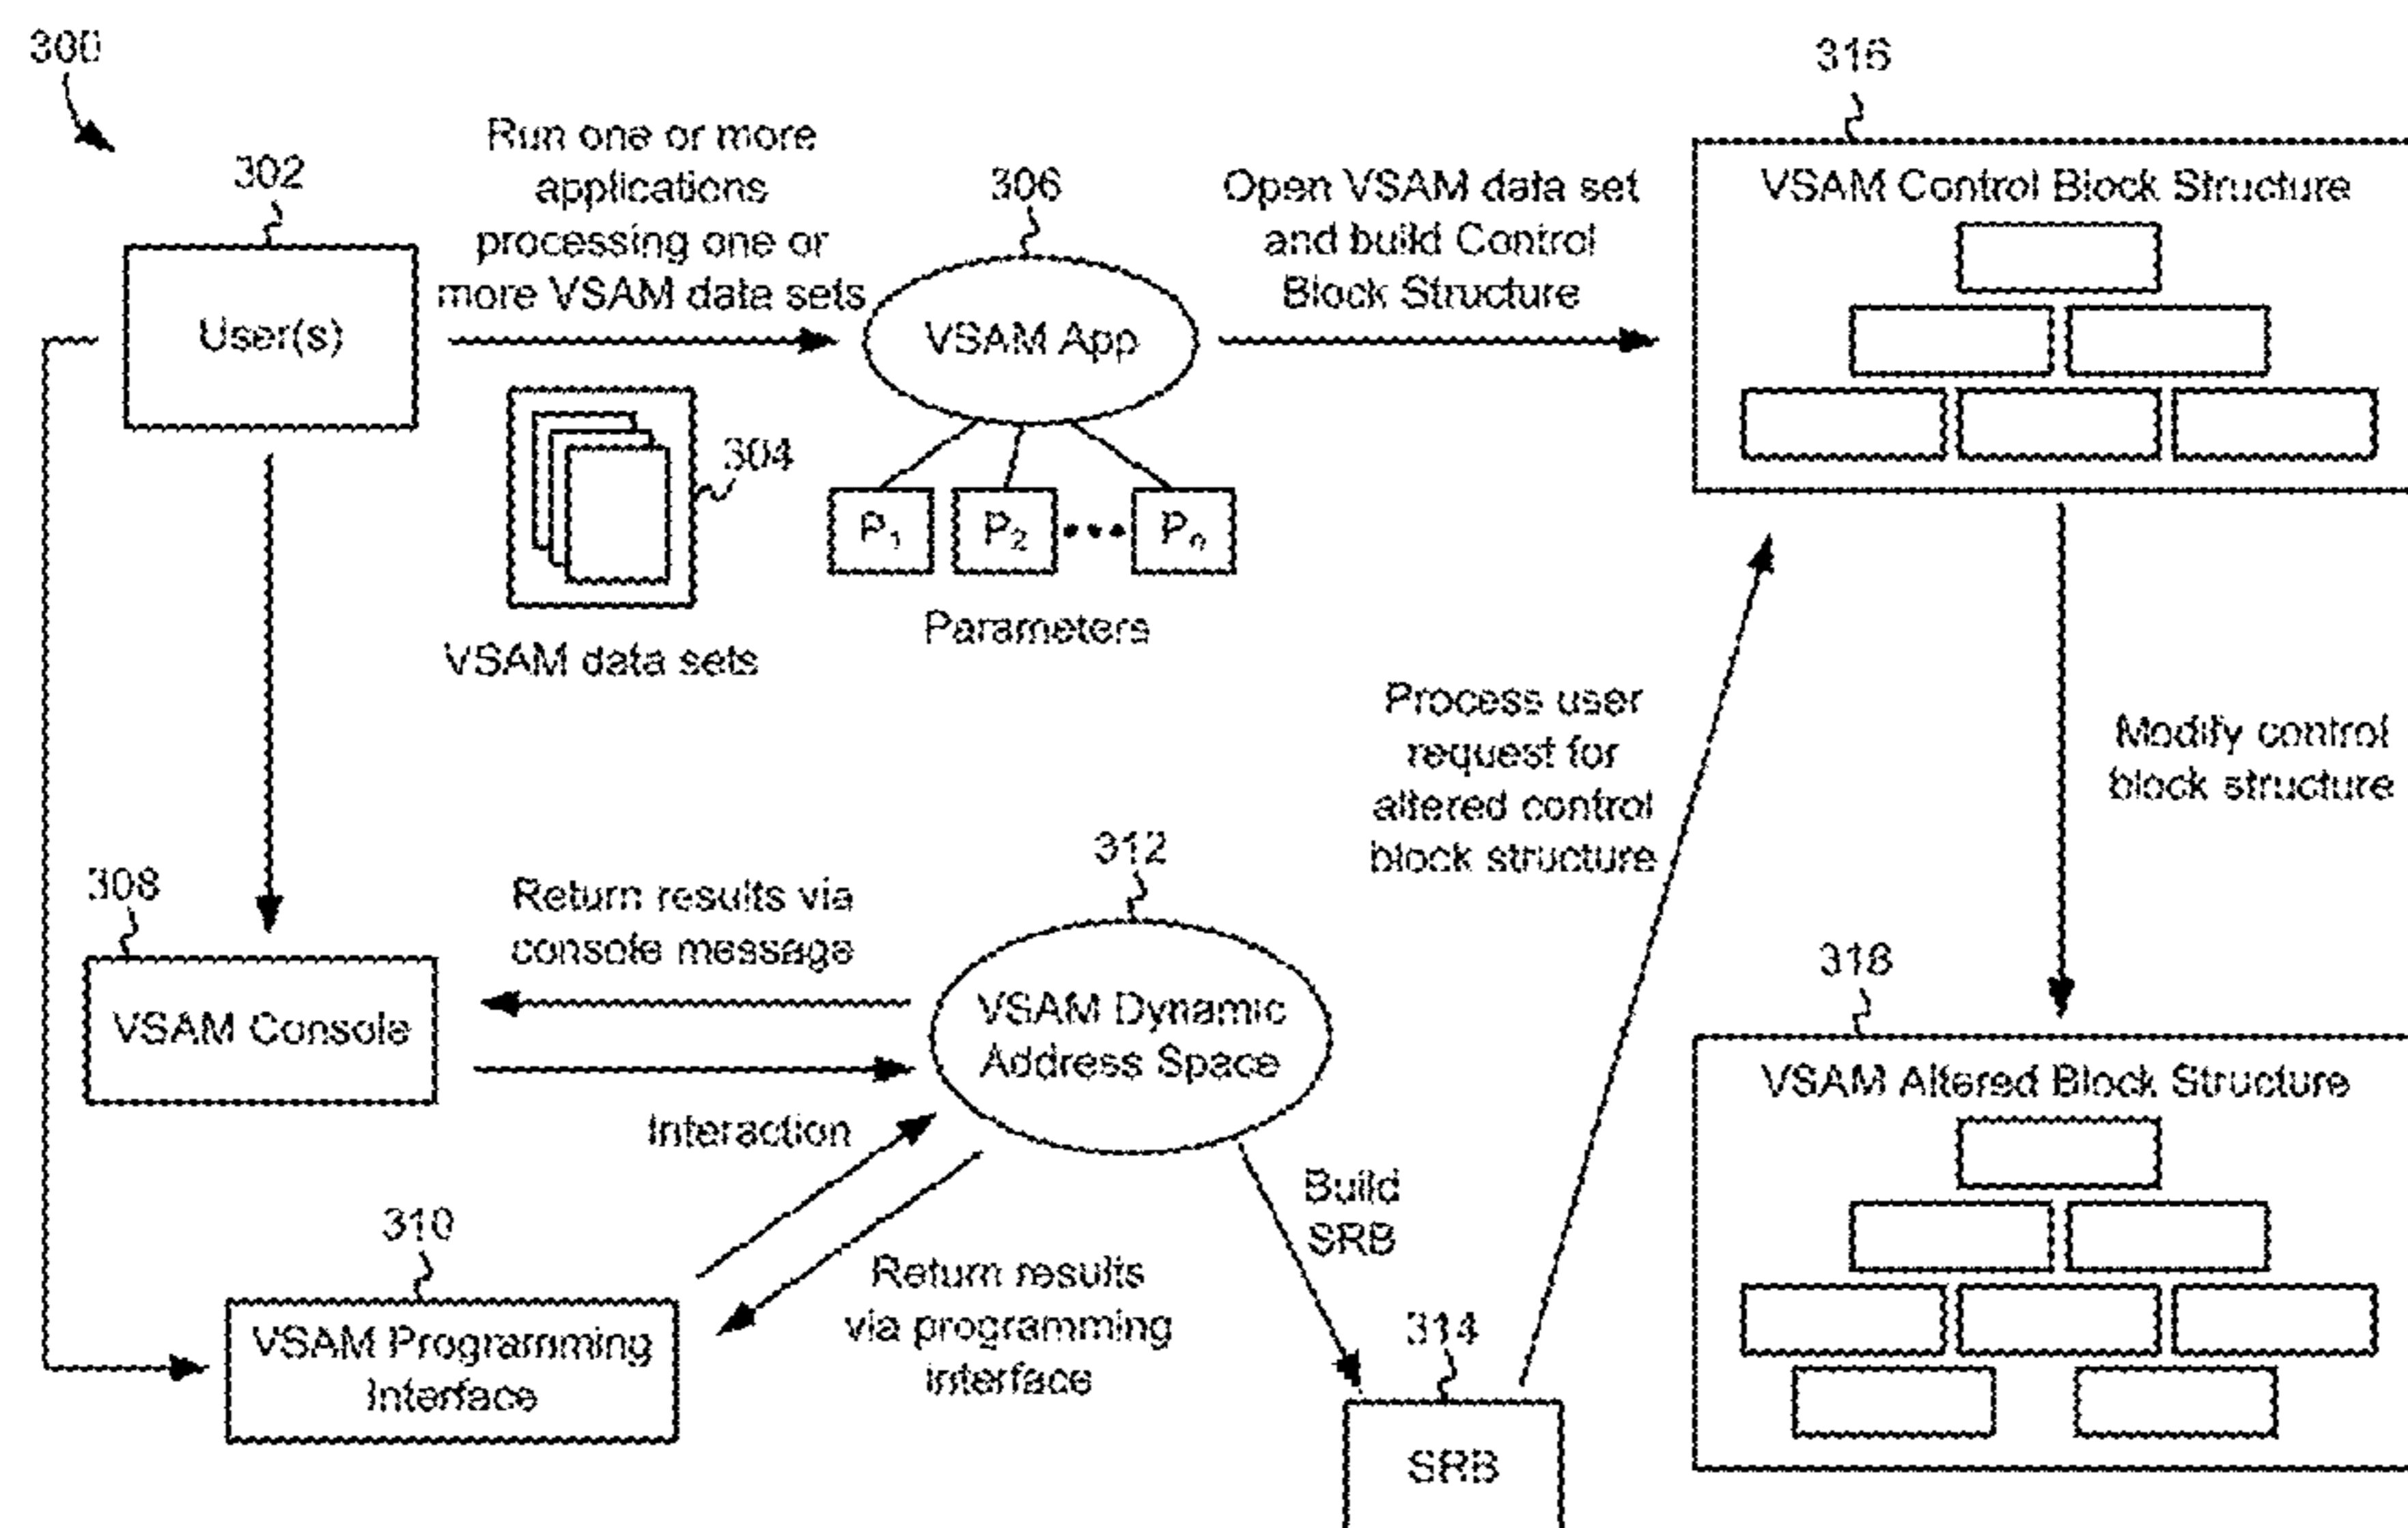 300
302
User(s)
Run one or more
applications
processing one or
more VSAM data sets
304
VSAM data sets
306
VSAM App
P1
P2
Pn
Parameters
Open VSAM data set
and build Control
Block Structure
316
VSAM Control Block Structure
Modify control
block structure
Process user
request for
altered control
block structure
308
VSAM Console
Return results via
console message
312
VSAM Dynamic
Address Space
Interaction
310
VSAM Programming
Interface
Return results
via programming
interface
Build
SRB
314
SRB
318
VSAM Altered Block Structure